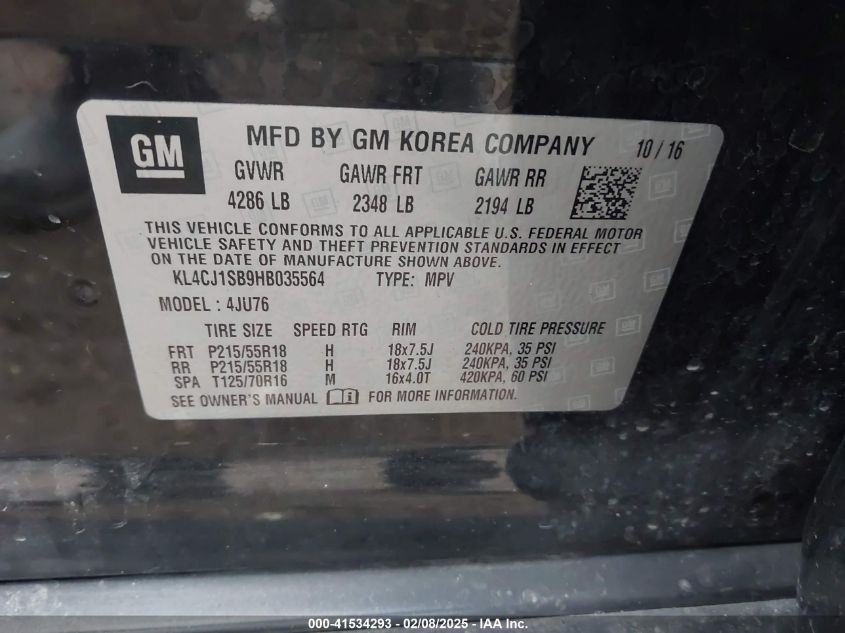 GM MFD BY GM KOREA COMPANY 10 / 16
GVWR GAWR FRT GAWR RR
4286 LB 2348 LB 2194 LB
THIS VEHICLE CONFORMS TO ALL APPLICABLE U.S. FEDERAL MOTOR
VEHICLE SAFETY AND THEFT PREVENTION STANDARDS IN EFFECT
ON THE DATE OF MANUFACTURE SHOWN ABOVE.
KL4CJ1SB9HB035564 TYPE: MPV
MODEL : 4JU76
TIRE SIZE SPEED RTG RIM COLD TIRE PRESSURE
FRT P215/55R18 H 18x7.5J 240KPA, 35 PSI
RR P215/55R18 H 18x7.5J 240KPA, 35 PSI
SPA T125/70R16 M 16x4.0T 420KPA, 60 PSI
SEE OWNER'S MANUAL FOR MORE INFORMATION.
000-41534293 - 02/08/2025 - IAA Inc.